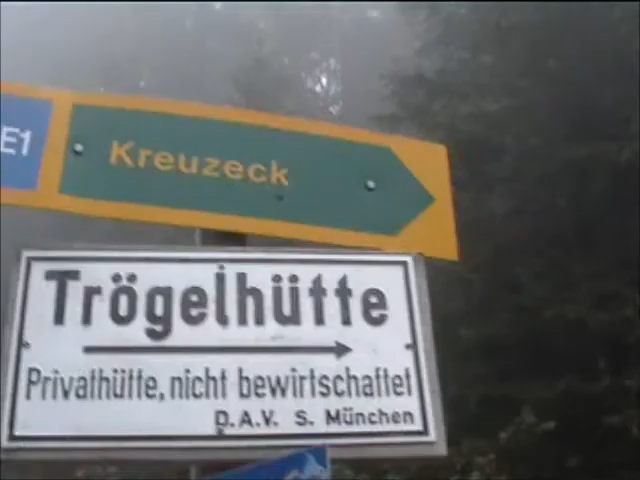 E1
Kreuzeck
Trögelhütte
Privathütte, nicht bewirtschaftet
D.A.V. S. München